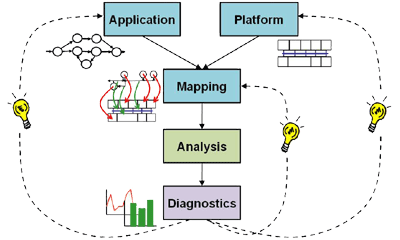 Application
Platform
Mapping
Analysis
Diagnostics